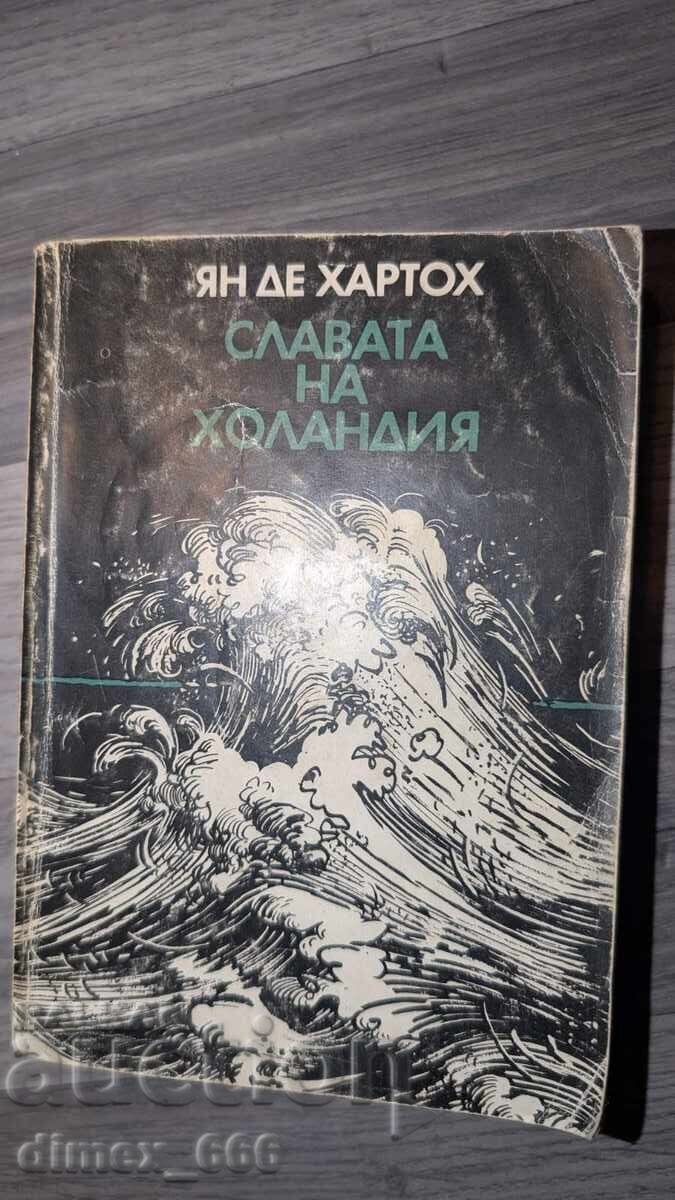 ЯН ДЕ ХАРТОХ
СЛАВАТА
НА
ХОЛАНДИЯ
auction
dimex_666